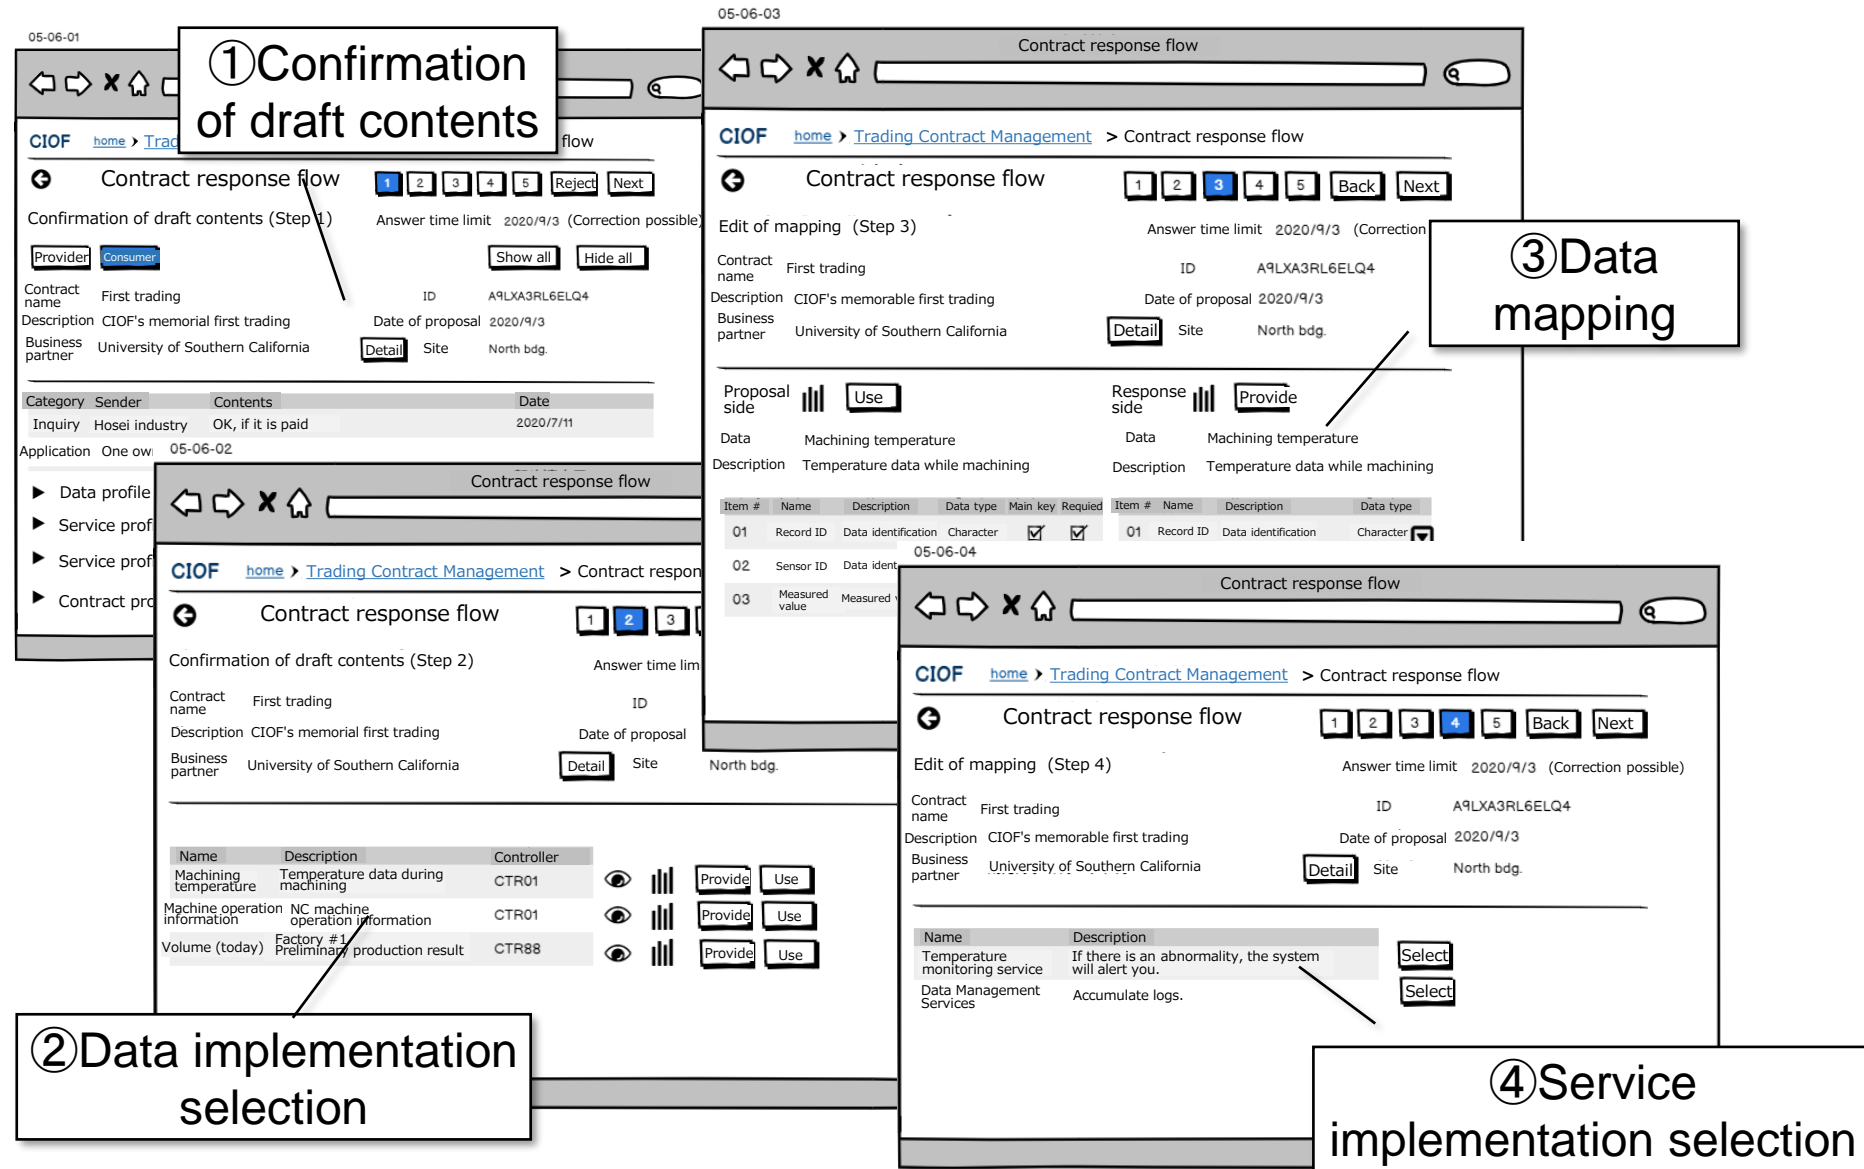 05-06-01
①Confirmation
of draft contents
CIOF home > Trad flow
Contract response flow 1 2 3 4 5 Reject Next
Confirmation of draft contents (Step 1) Answer time limit 2020/9/3 (Correction possible)
Provider Consumer Show all Hide all
Contract name First trading ID A9LXA3RL6ELQ4
Description CIOF's memorial first trading Date of proposal 2020/9/3
Business partner University of Southern California Detail Site North bdg.
Category Sender Contents Date
Inquiry Hosei industry OK, if it is paid 2020/7/11
Application One ow
Data profile
Service prof
Service prof
Contract pro
05-06-02
Contract response flow
CIOF home > Trading Contract Management > Contract respon
Contract response flow 1 2 3
Confirmation of draft contents (Step 2) Answer time lim
Contract name First trading ID
Description CIOF's memorial first trading Date of proposal
Business partner University of Southern California Detail Site North bdg.
Name Description Controller
Machining temperature Temperature data during machining CTR01 Provide Use
Machine operation information NC machine operation information CTR01 Provide Use
Volume (today) Factory #1 Preliminary production result CTR88 Provide Use
②Data implementation
selection
05-06-03
Contract response flow
CIOF home > Trading Contract Management > Contract response flow
Contract response flow 1 2 3 4 5 Back Next
Edit of mapping (Step 3) Answer time limit 2020/9/3 (Correction
Contract name First trading ID A9LXA3RL6ELQ4
Description CIOF's memorable first trading Date of proposal 2020/9/3
Business partner University of Southern California Detail Site North bdg.
③Data
mapping
Proposal side Use Response side Provide
Data Machining temperature Data Machining temperature
Description Temperature data while machining Description Temperature data while machining
Item # Name Description Data type Main key Requied Item # Name Description Data type
01 Record ID Data identification Character 01 Record ID Data identification Character
02 Sensor ID Data ident
03 Measured value Measured v
05-06-04
Contract response flow
CIOF home > Trading Contract Management > Contract response flow
Contract response flow 1 2 3 4 5 Back Next
Edit of mapping (Step 4) Answer time limit 2020/9/3 (Correction possible)
Contract name First trading ID A9LXA3RL6ELQ4
Description CIOF's memorable first trading Date of proposal 2020/9/3
Business partner University of Southern California Detail Site North bdg.
Name Description
Temperature monitoring service If there is an abnormality, the system will alert you. Select
Data Management Services Accumulate logs. Select
④Service
implementation selection